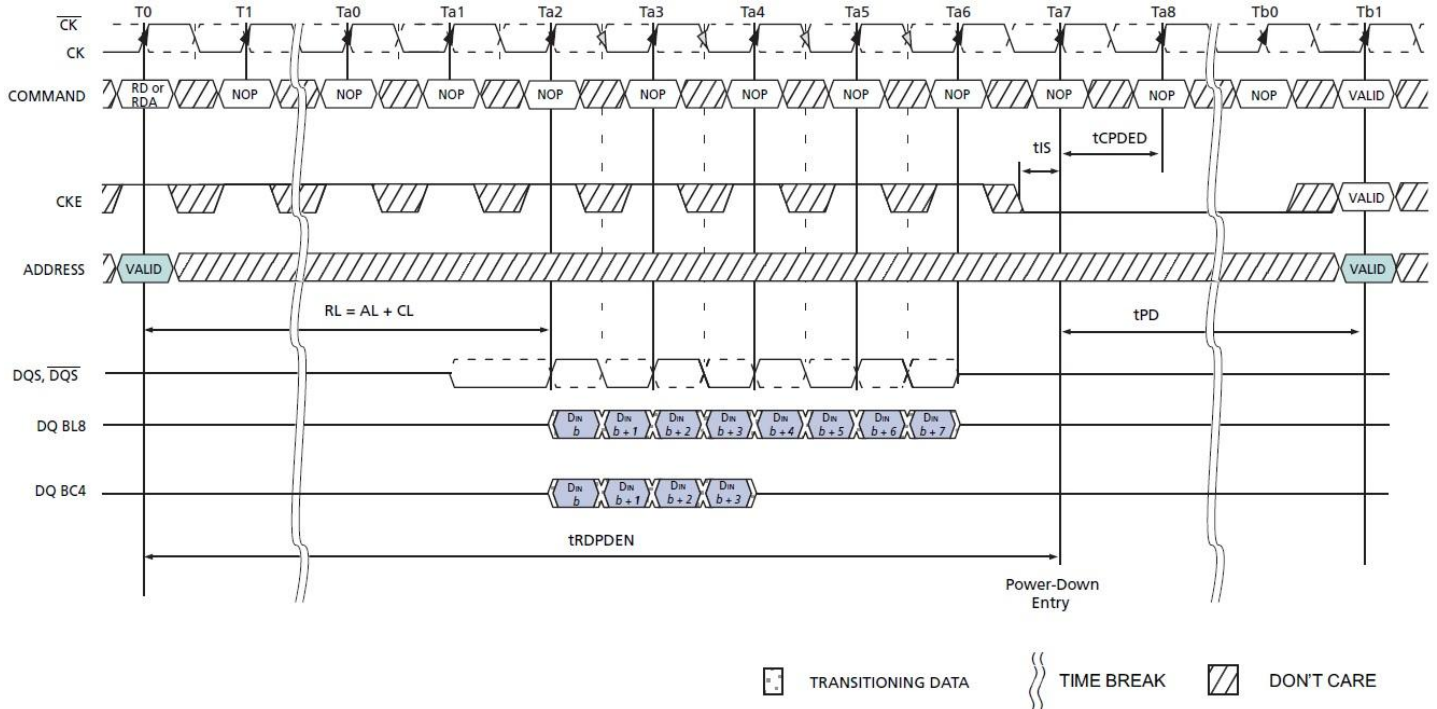 T0 T1 Ta0 Ta1 Ta2 Ta3 Ta4 Ta5 Ta6 Ta7 Ta8 Tb0 Tb1
CK
CK
COMMAND
RD or
RDA
NOP NOP NOP NOP NOP NOP NOP NOP NOP NOP NOP VALID
tIS
tCPDED
CKE
VALID
ADDRESS
VALID
VALID
RL = AL + CL
tPD
DQS, DQS
DQ BL8
DIN
b
DIN
b + 1
DIN
b + 2
DIN
b + 3
DIN
b + 4
DIN
b + 5
DIN
b + 6
DIN
b + 7
DQ BC4
DIN
b
DIN
b + 1
DIN
b + 2
DIN
b + 3
tRDPDEN
Power-Down
Entry
TRANSITIONING DATA
TIME BREAK
DON'T CARE